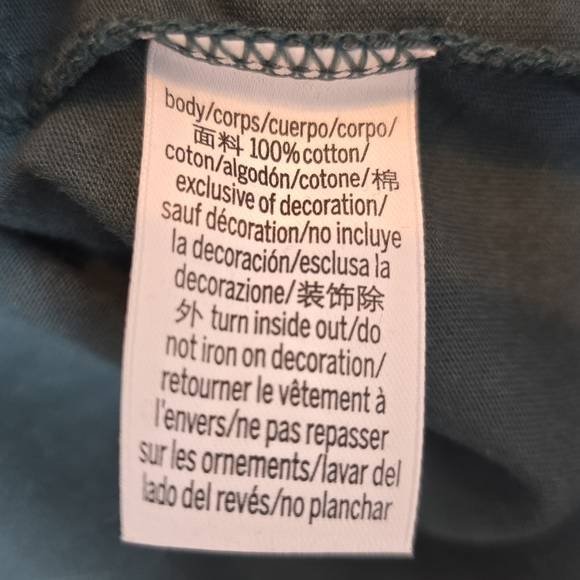 body/corps/cuerpo/corpo/
面料 100% cotton/
coton/algodón/cotone/棉
exclusive of decoration/
sauf décoration/no incluye
la decoración/esclusa la
decorazione/装饰除
外 turn inside out/do
not iron on decoration/
retourner le vêtement à
l'envers/ne pas repasser
sur les ornements/lavar del
lado del revés/no planchar